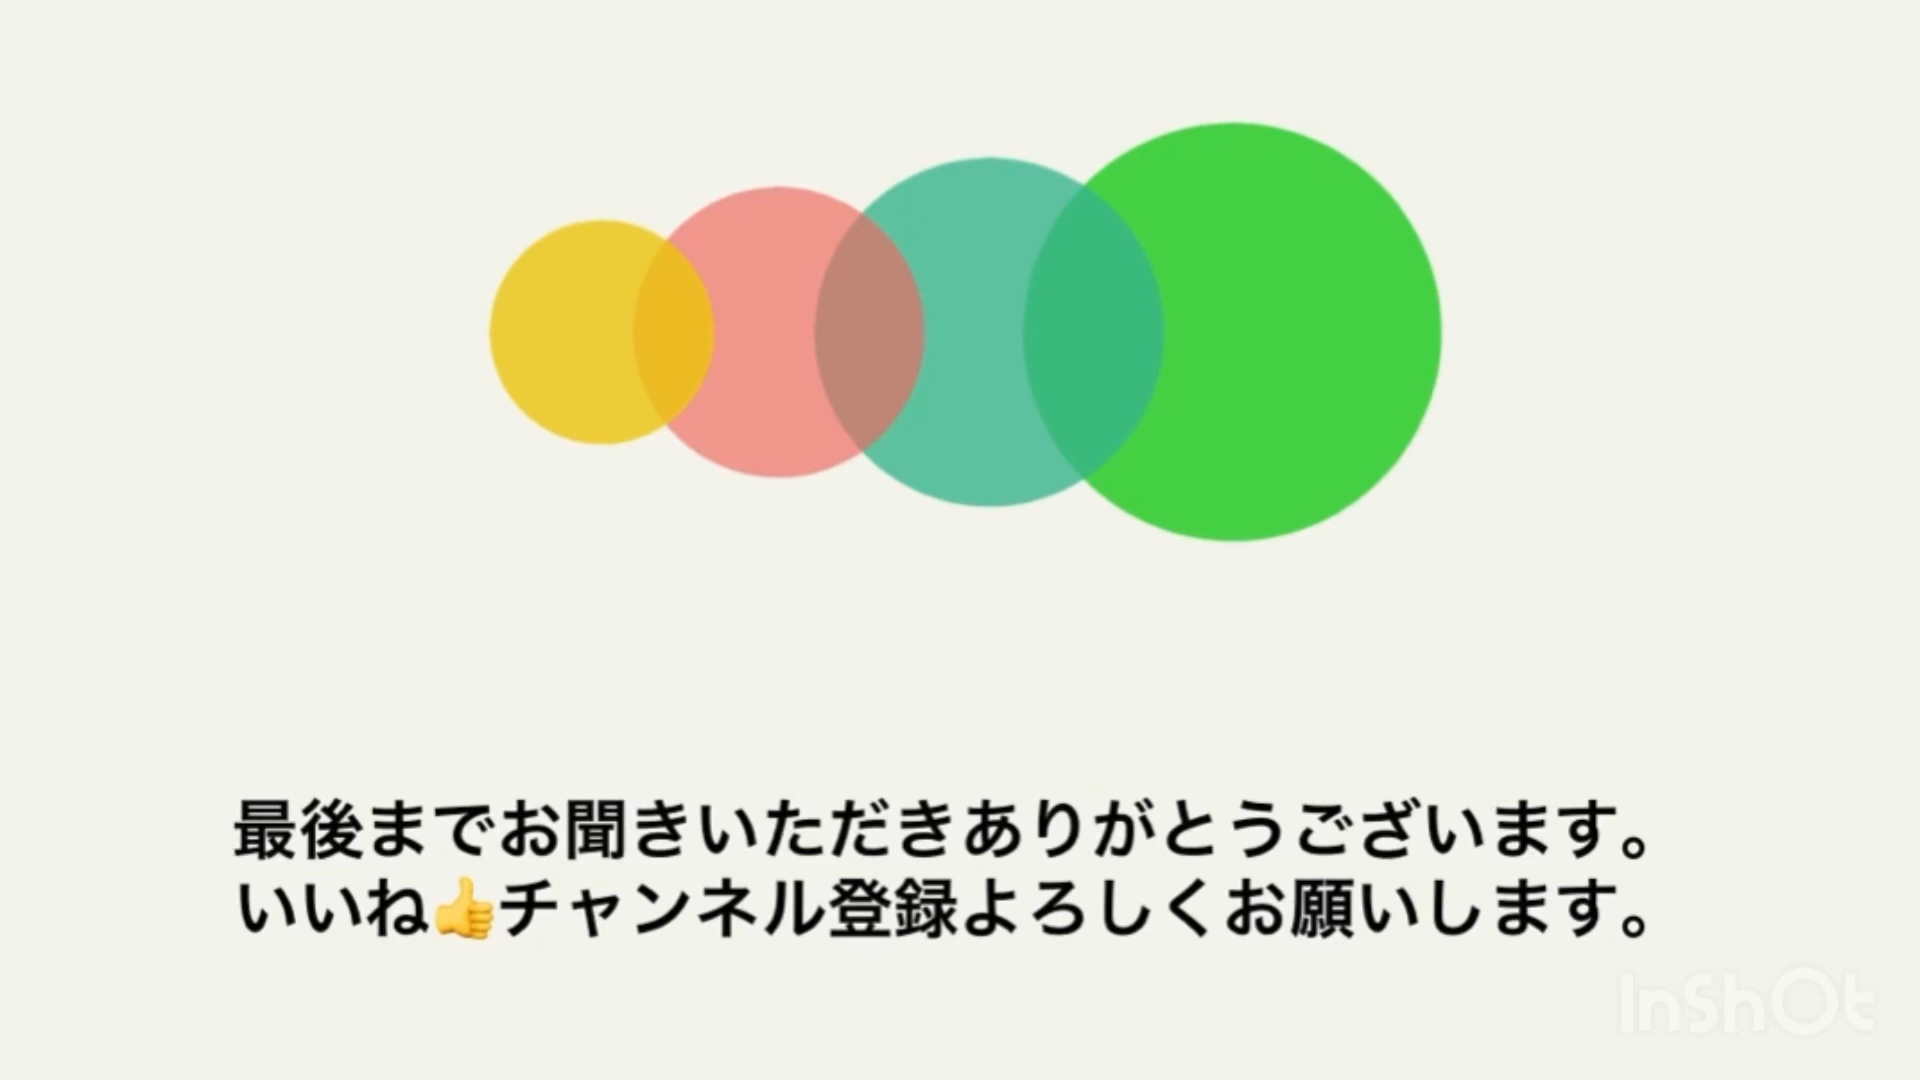 最後までお聞きいただきありがとうございます。
いいね👍チャンネル登録よろしくお願いします。
InShOt